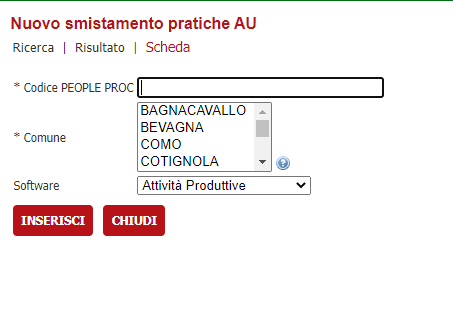 Nuovo smistamento pratiche AU
Ricerca | Risultato | Scheda
* Codice PEOPLE PROC
* Comune
BAGNACAVALLO
BEVAGNA
COMO
COTIGNOLA
?
Software Attività Produttive
INSERISCI CHIUDI